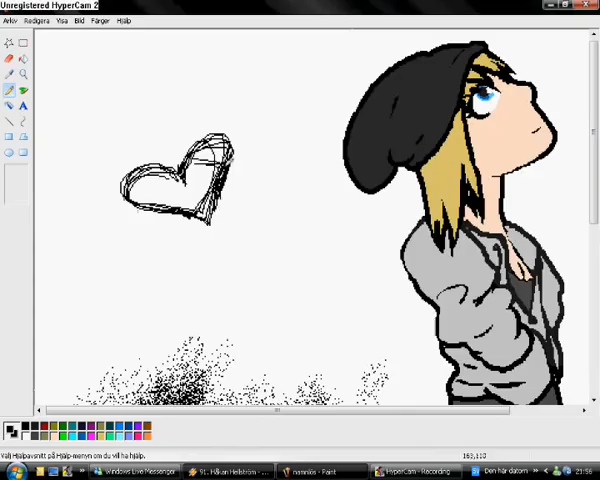 Unregistered HyperCam 2
Arkiv Redigera Visa Bild Färger Hjälp
A
Välj Hjälpavsnitt på Hjälp-menyn om du vill ha hjälp.
163,110
Windows Live Messenger
91. Håkan Hellström - ...
namnlös - Paint
HyperCam - Recording
Den här datorn
23:56